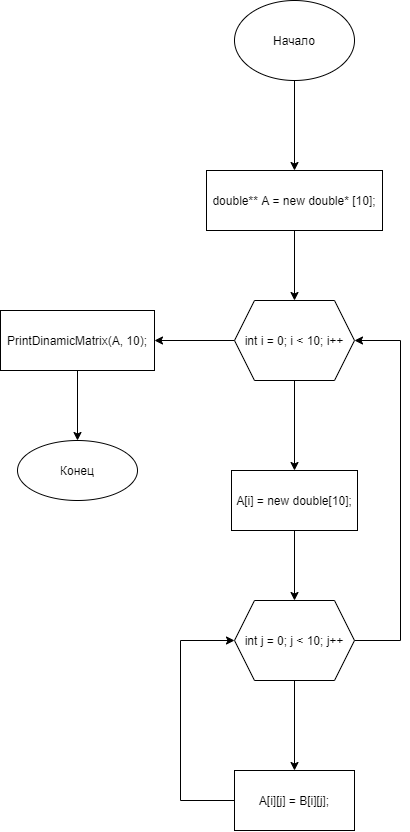 Начало
double** A = new double* [10];
int i = 0; i < 10; i++
PrintDinamicMatrix(A, 10);
Конец
A[i] = new double[10];
int j = 0; j < 10; j++
A[i][j] = B[i][j];